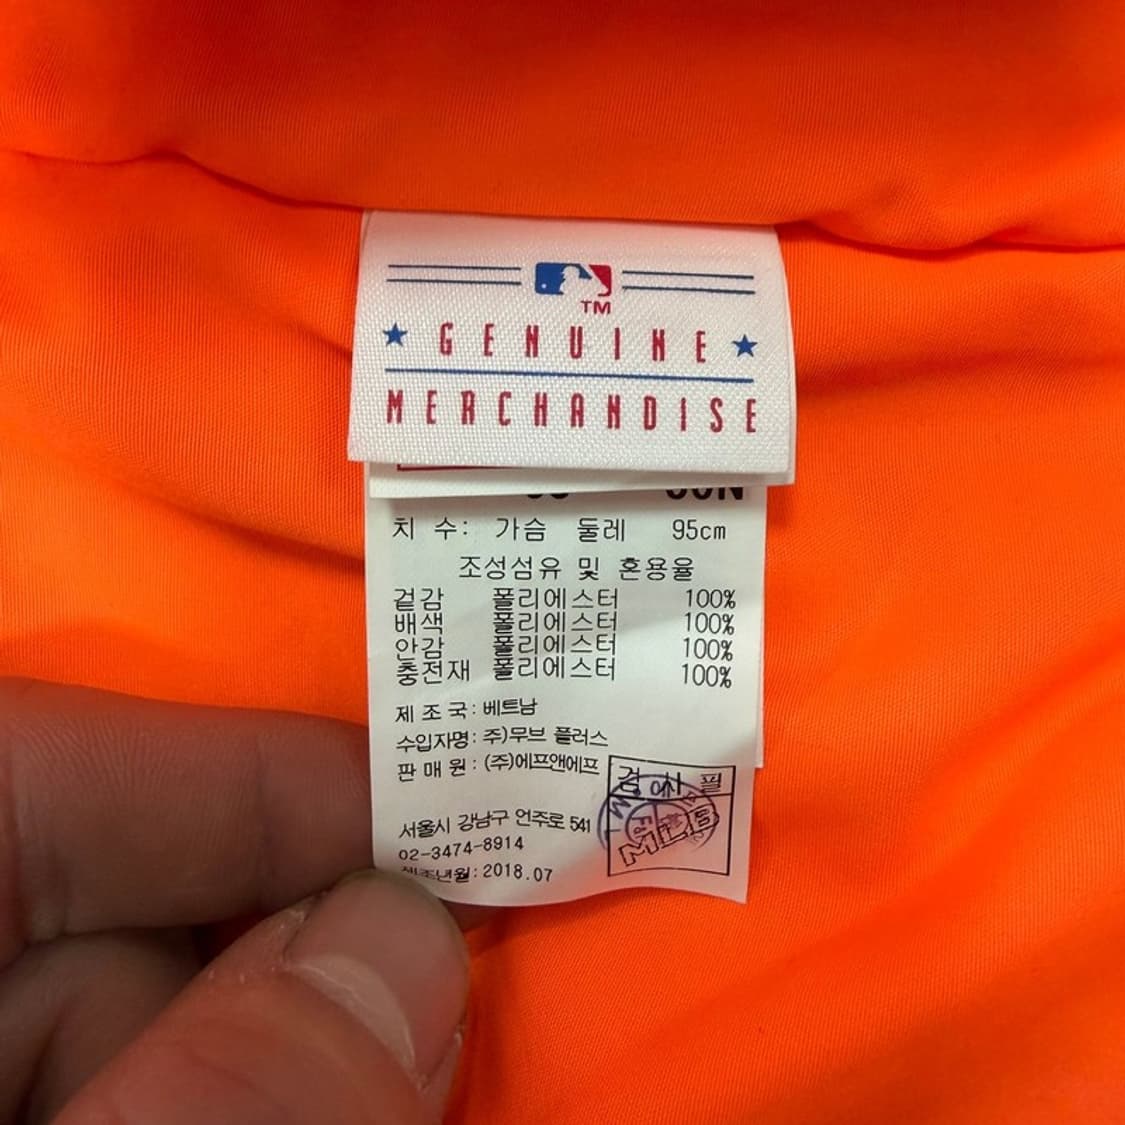 TM
GENUINE
MERCHANDISE
치 수: 가슴 둘레 95cm
조성섬유 및 혼용율
겉감 폴리에스터 100%
배색 폴리에스터 100%
안감 폴리에스터 100%
충전재 폴리에스터 100%
제 조 국: 베트남
수입자명: 주)무브 플러스
판 매 원: (주)에프앤에프
검 사 필
MLB
서울시 강남구 언주로 541
02-3474-8914
제조년월: 2018.07